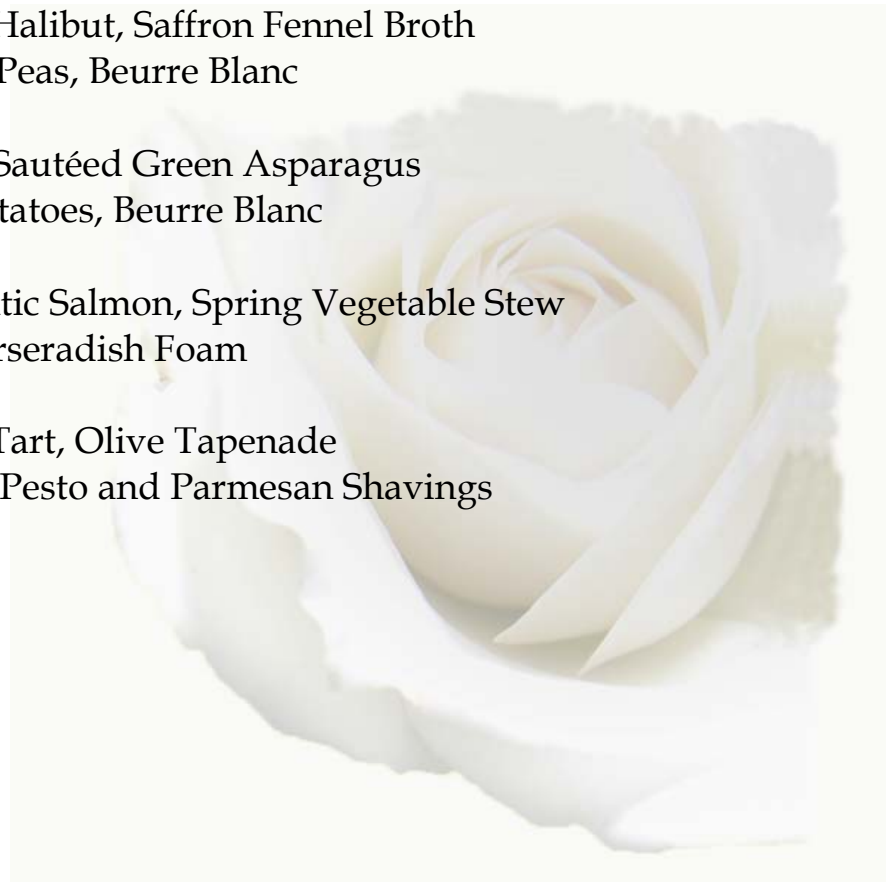 Halibut, Saffron Fennel Broth
Peas, Beurre Blanc
Sautéed Green Asparagus
tatoes, Beurre Blanc
tic Salmon, Spring Vegetable Stew
rseradish Foam
Tart, Olive Tapenade
Pesto and Parmesan Shavings